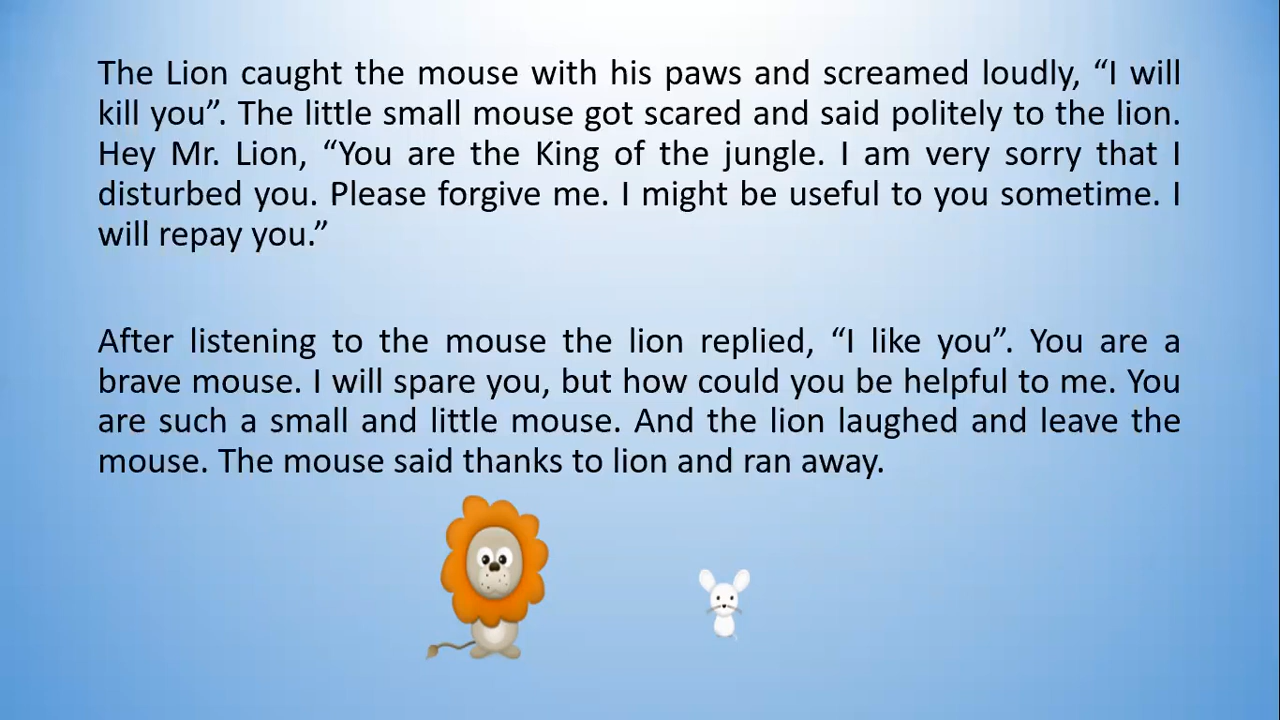 The Lion caught the mouse with his paws and screamed loudly, “I will
kill you”. The little small mouse got scared and said politely to the lion.
Hey Mr. Lion, “You are the King of the jungle. I am very sorry that I
disturbed you. Please forgive me. I might be useful to you sometime. I
will repay you.”
After listening to the mouse the lion replied, “I like you”. You are a
brave mouse. I will spare you, but how could you be helpful to me. You
are such a small and little mouse. And the lion laughed and leave the
mouse. The mouse said thanks to lion and ran away.